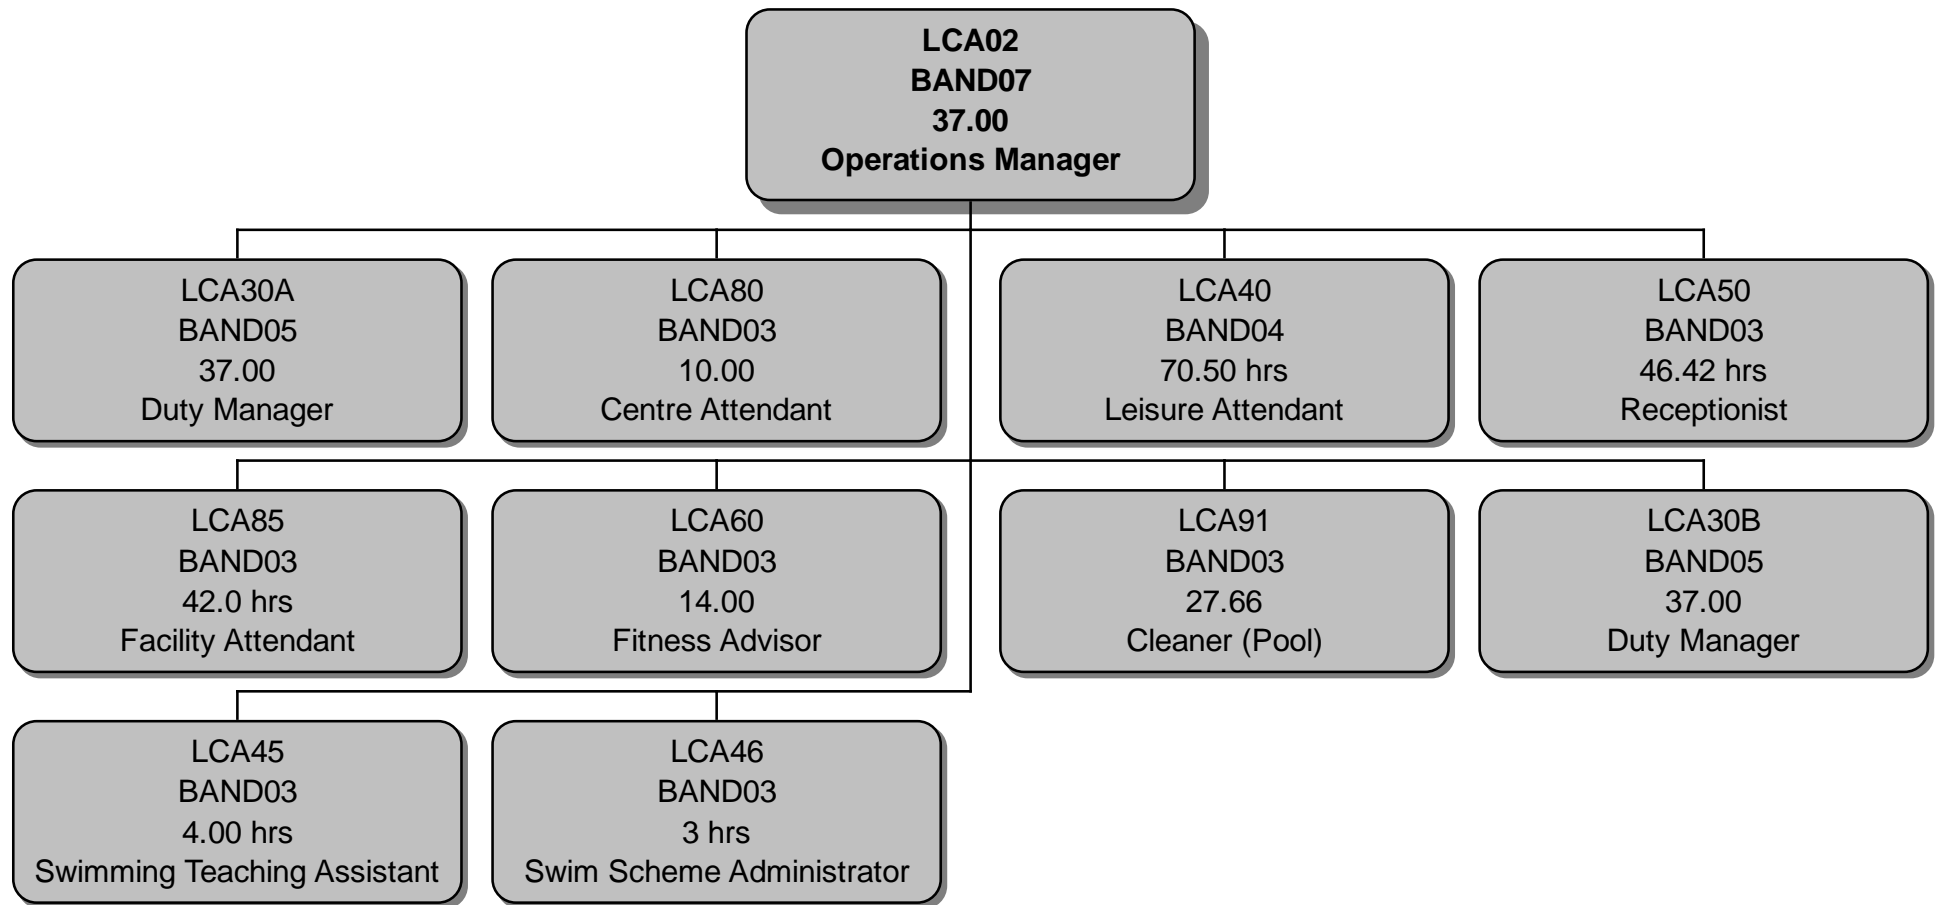 LCA02
BAND07
37.00
Operations Manager
LCA30A
BAND05
37.00
Duty Manager
LCA80
BAND03
10.00
Centre Attendant
LCA40
BAND04
70.50 hrs
Leisure Attendant
LCA50
BAND03
46.42 hrs
Receptionist
LCA85
BAND03
42.0 hrs
Facility Attendant
LCA60
BAND03
14.00
Fitness Advisor
LCA91
BAND03
27.66
Cleaner (Pool)
LCA30B
BAND05
37.00
Duty Manager
LCA45
BAND03
4.00 hrs
Swimming Teaching Assistant
LCA46
BAND03
3 hrs
Swim Scheme Administrator